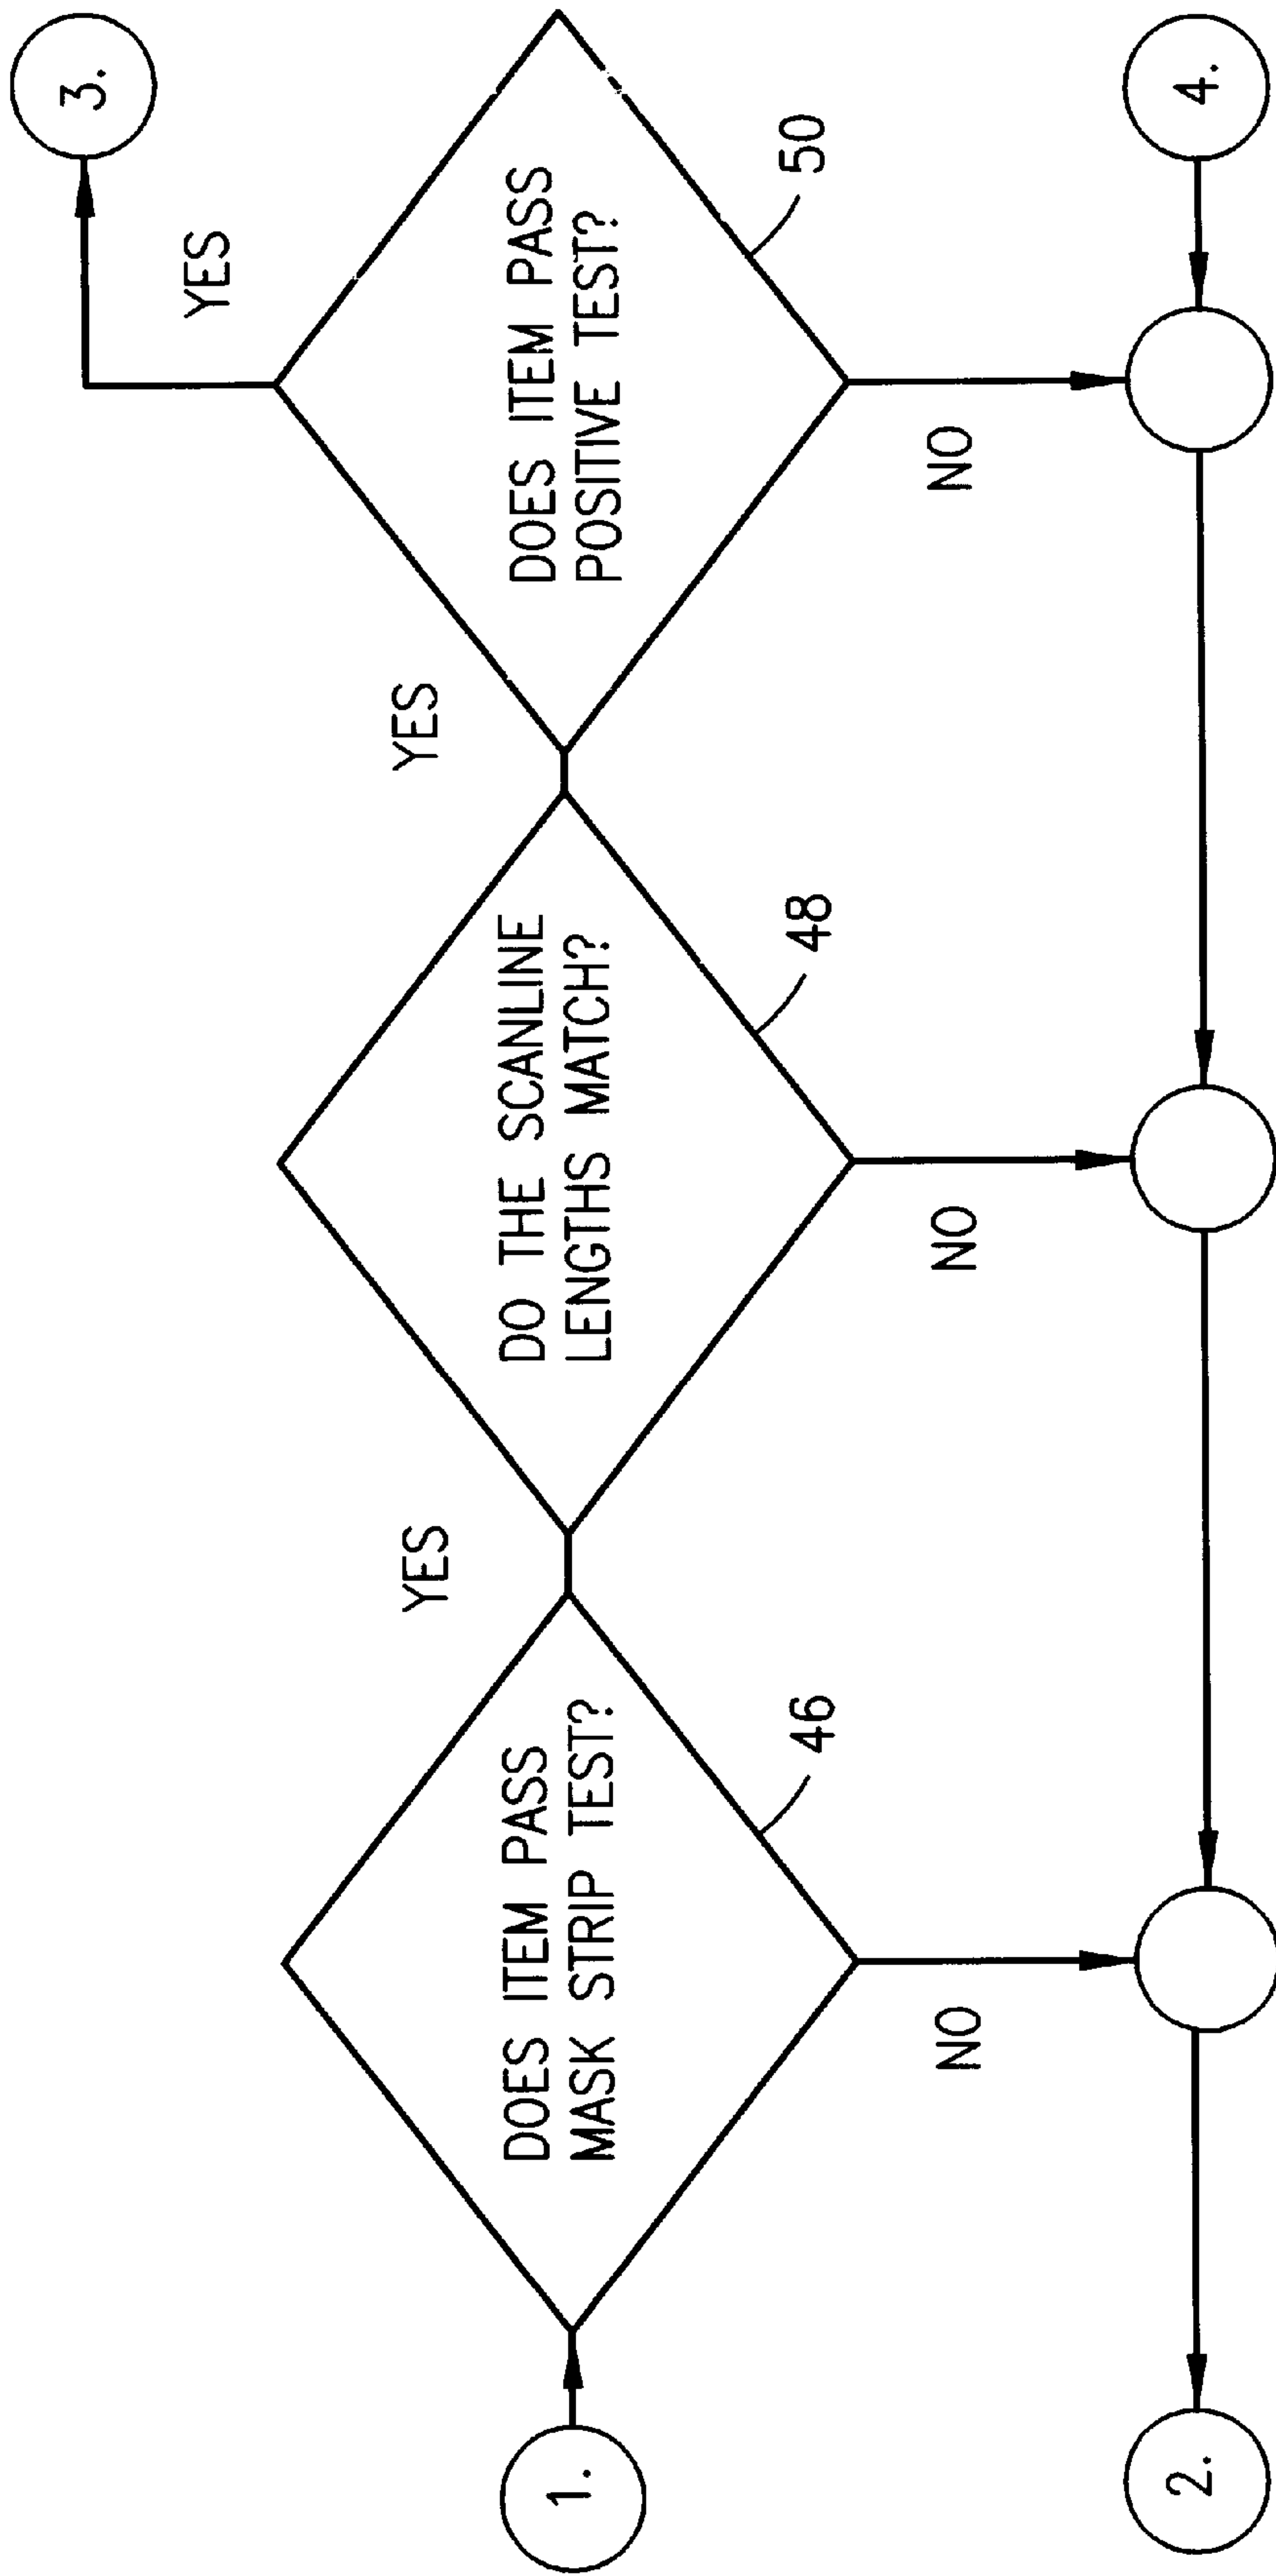 1.
DOES ITEM PASS
MASK STRIP TEST?
46
YES
NO
DO THE SCANLINE
LENGTHS MATCH?
48
YES
NO
DOES ITEM PASS
POSITIVE TEST?
50
YES
NO
3.
2.
4.